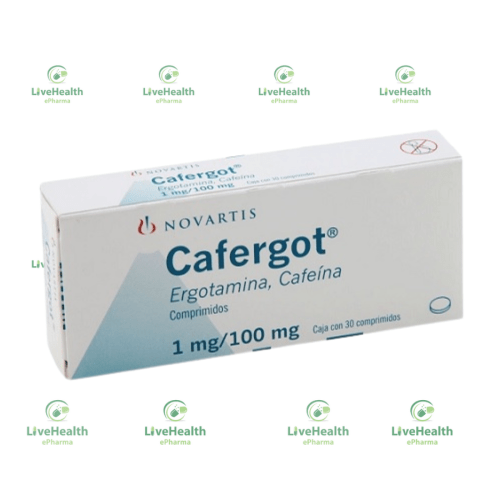 LiveHealth
ePharma
LiveHealth
ePharma
LiveHealth
ePharma
LiveHealth
ePharma
Cafergot®
Ergotamina, Cafeína
1 mg/100 mg
Caja con 30 comprimidos
NOVARTIS
Cafergot®
Ergotamina, Cafeína
Comprimidos
1 mg/100 mg
Caja con 30 comprimidos
Cafergot
LiveHealth
ePharma
LiveHealth
ePharma
LiveHealth
ePharma
LiveHealth
ePharma